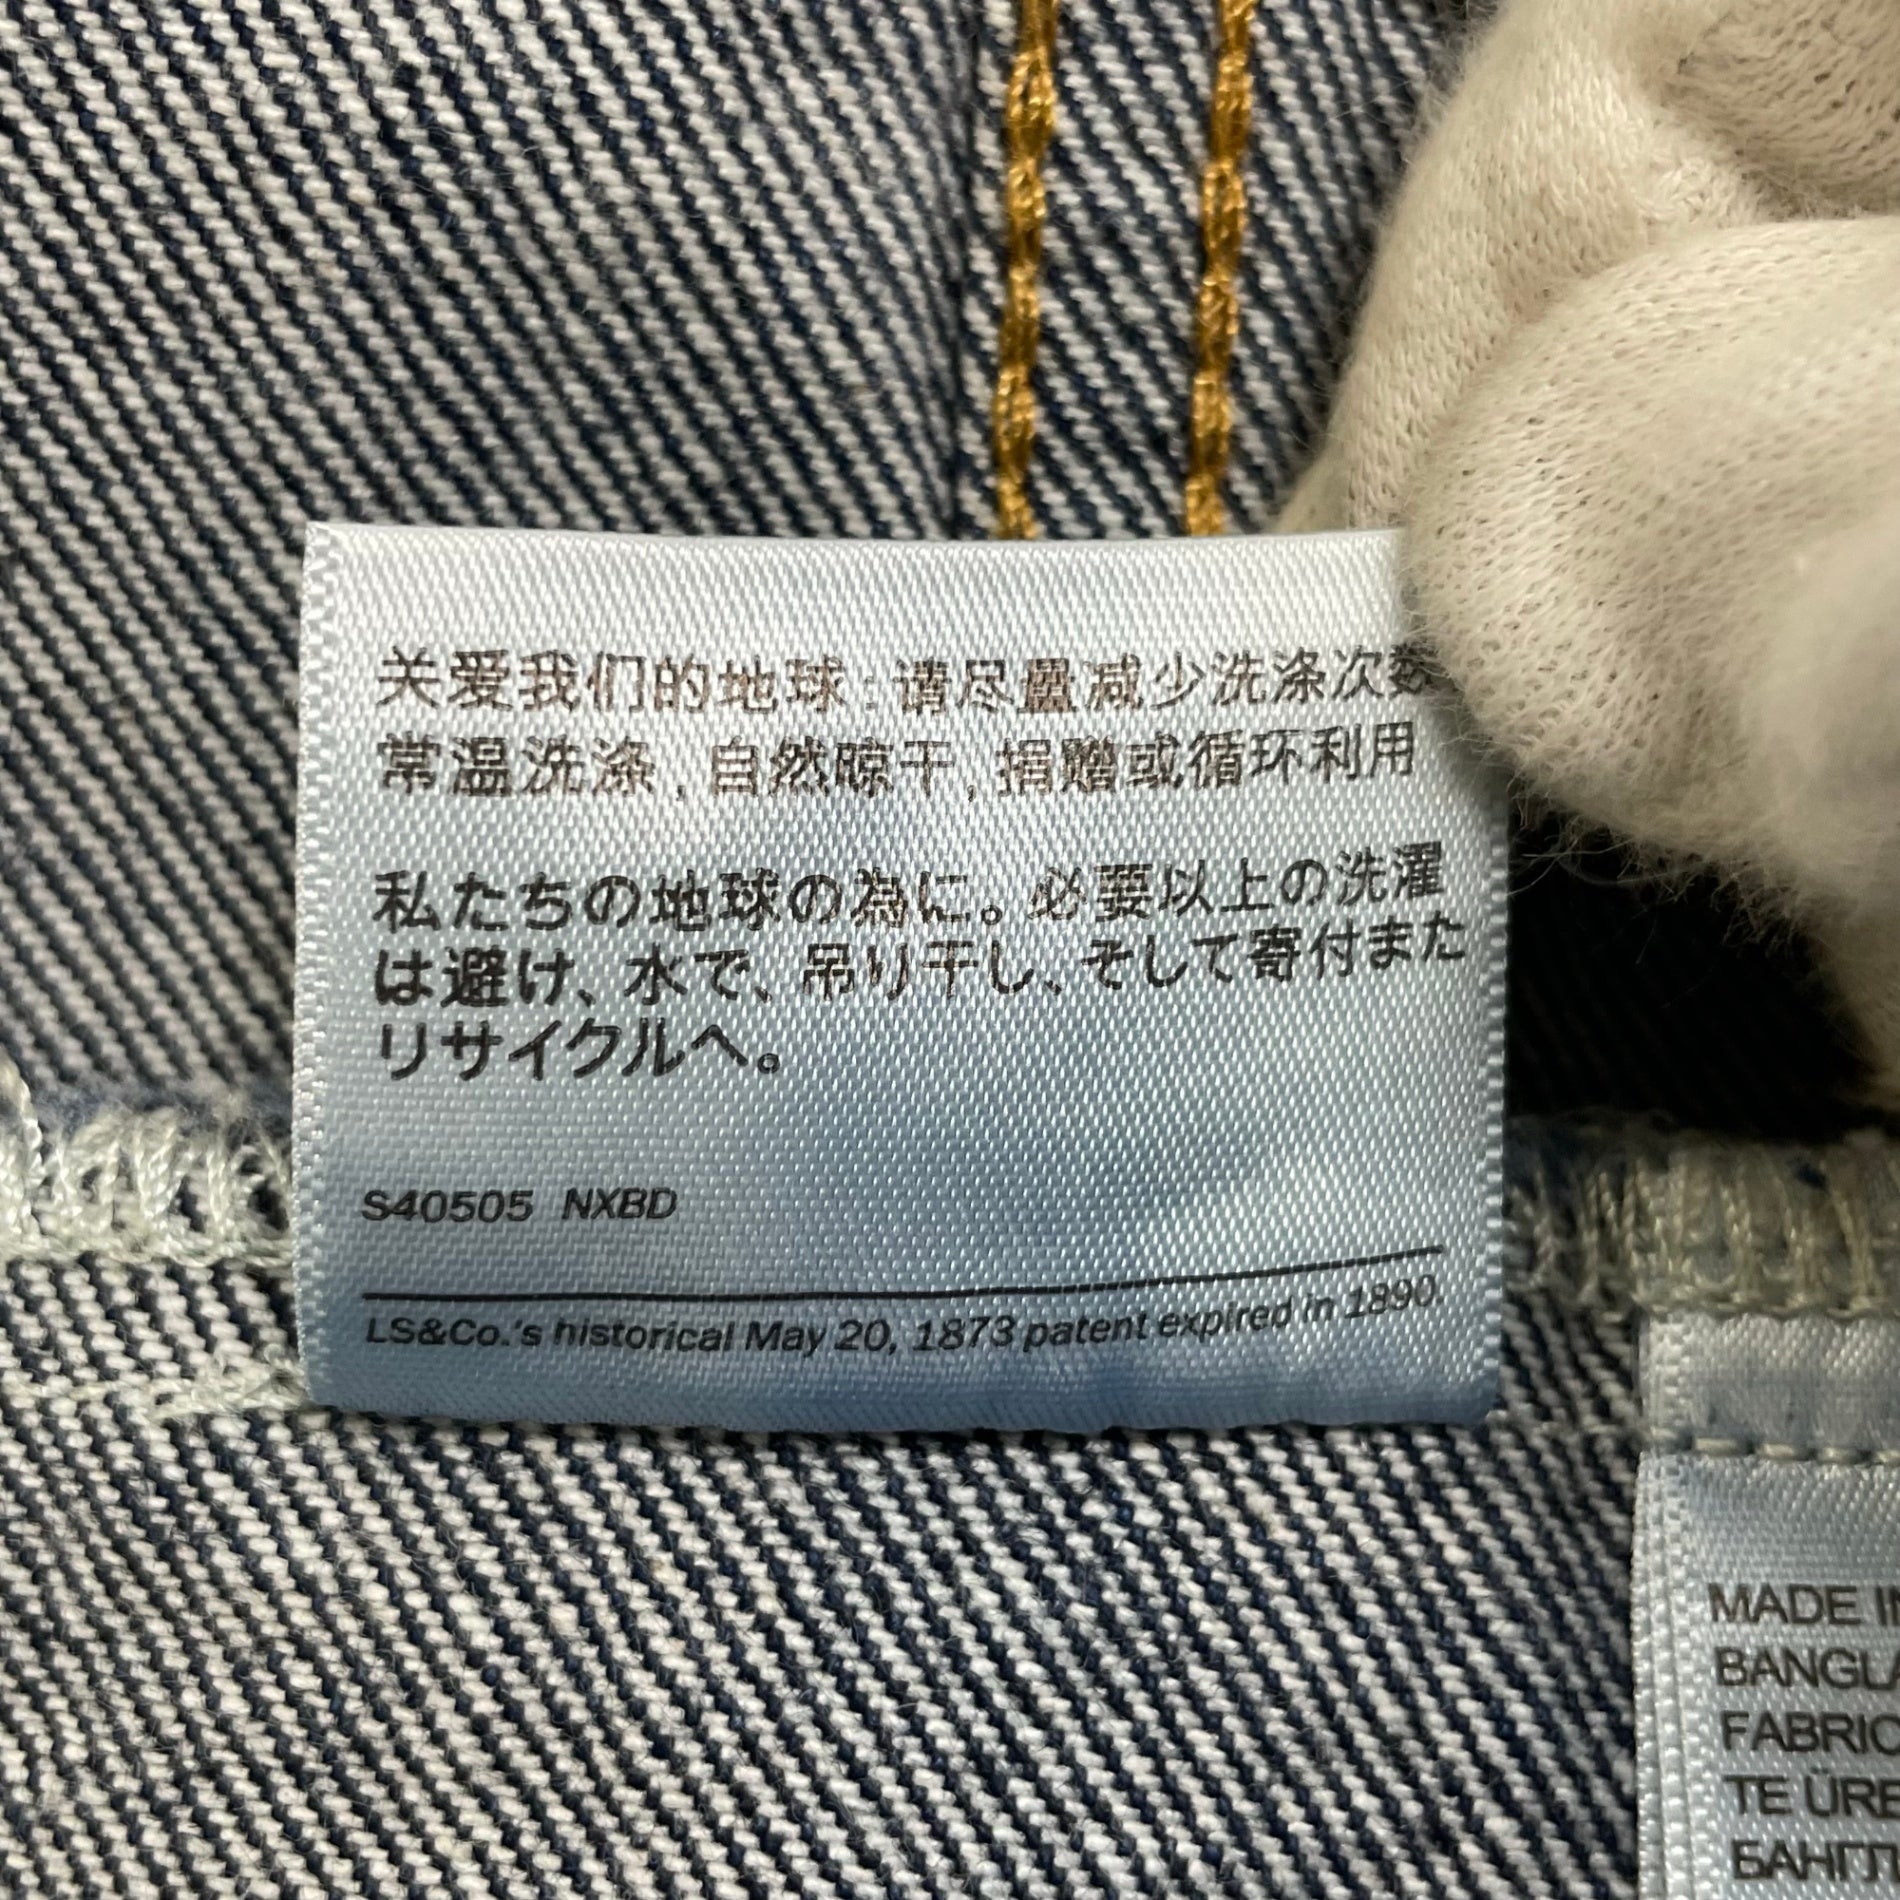 关爱我们的地球:请尽量减少洗涤次数
常温洗涤,自然晾干,捐赠或循环利用
私たちの地球の為に。必要以上の洗濯
は避け、水で、吊り干し、そして寄付また
リサイクルへ。
S40505 NXBD
LS&Co.'s historical May 20, 1873 patent expired in 1890.
MADE
FABRIC
TE